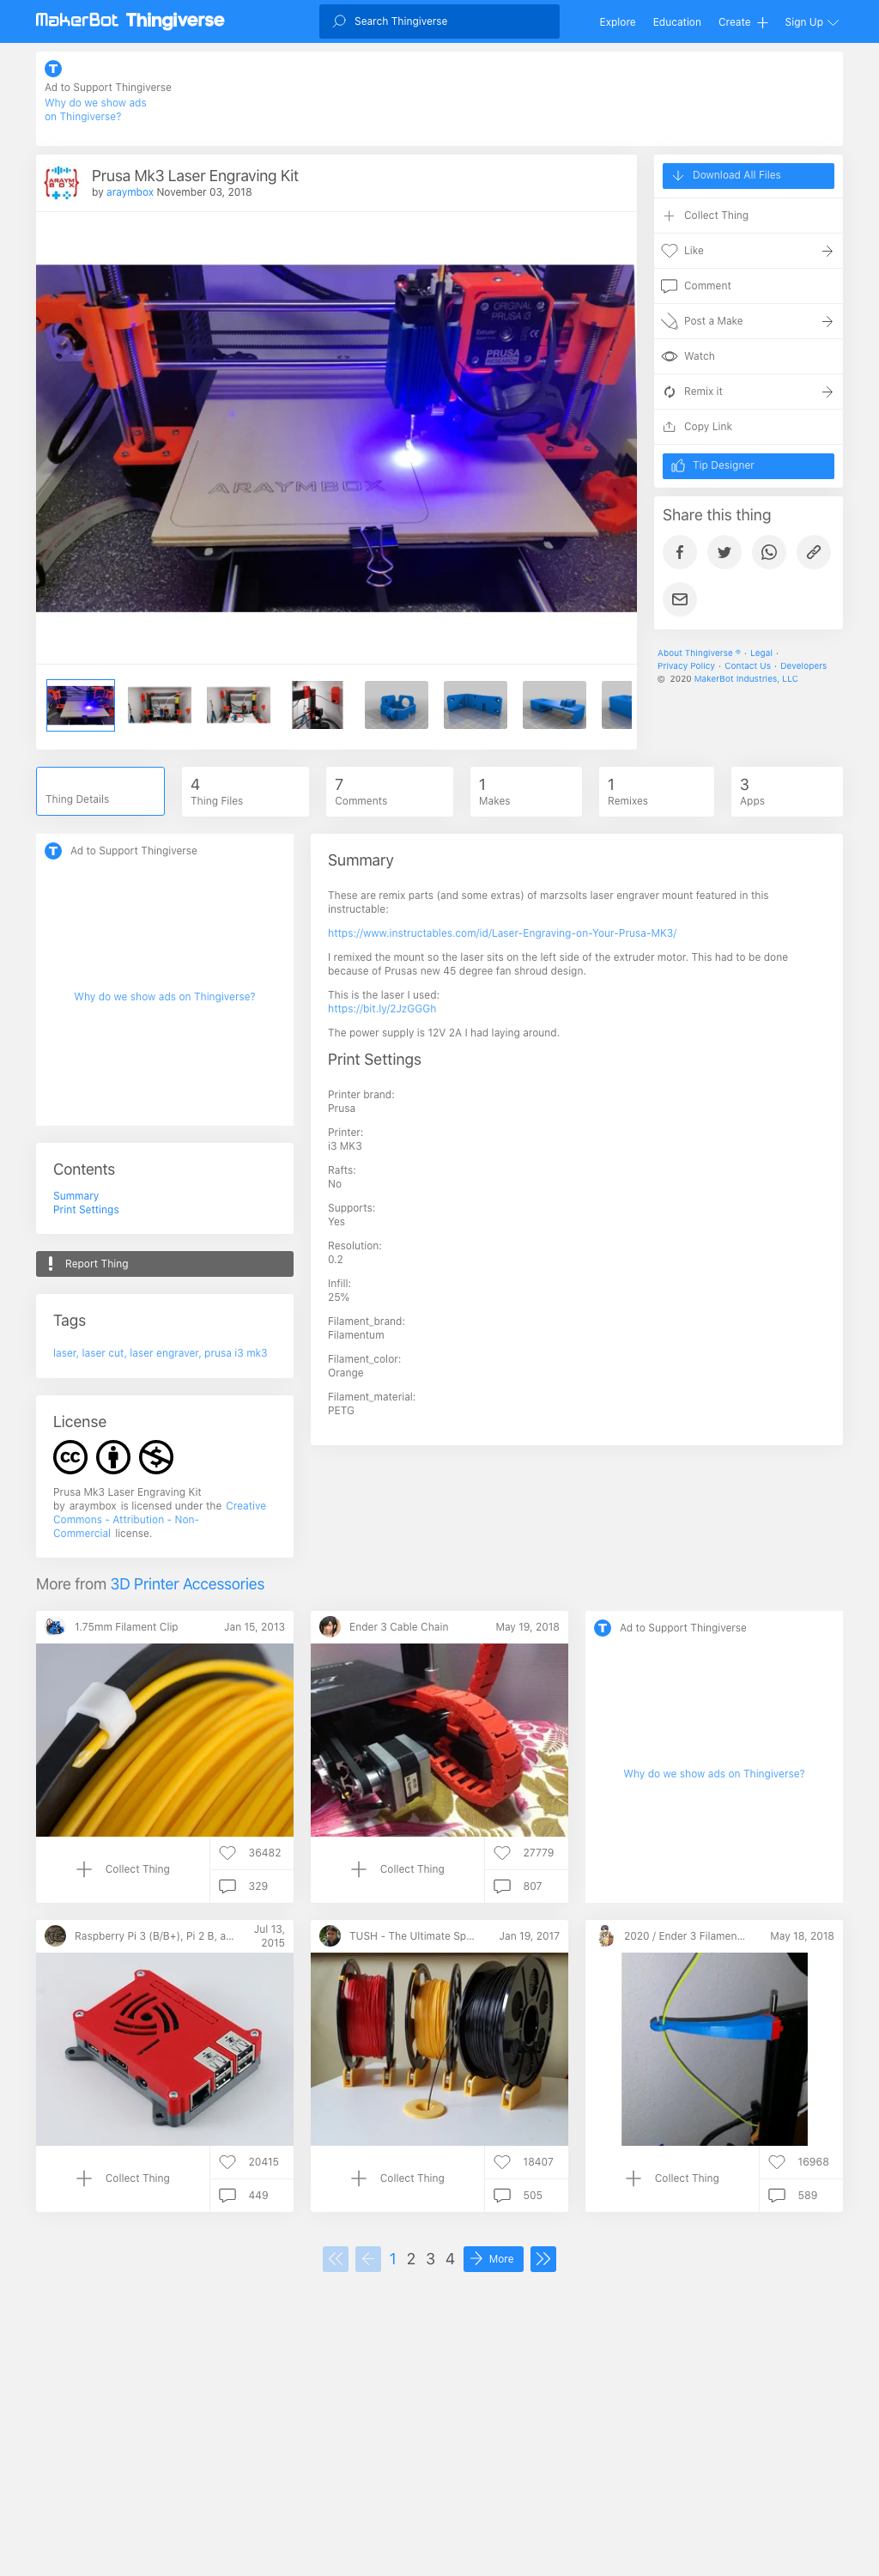 MakerBot Thingiverse
Search Thingiverse
Explore
Education
Create
Sign Up
Ad to Support Thingiverse
Why do we show ads
on Thingiverse?
ARAYM
BOX
Prusa Mk3 Laser Engraving Kit
by araymbox November 03, 2018
ORIGINAL
PRUSA i3
PRUSA
RESEARCH
ARAYMBOX
Download All Files
Collect Thing
Like
Comment
Post a Make
Watch
Remix it
Copy Link
Tip Designer
Share this thing
About Thingiverse ® · Legal ·
Privacy Policy · Contact Us · Developers
© 2020 MakerBot Industries, LLC
Thing Details
4
Thing Files
7
Comments
1
Makes
1
Remixes
3
Apps
Ad to Support Thingiverse
Why do we show ads on Thingiverse?
Contents
Summary
Print Settings
Report Thing
Tags
laser, laser cut, laser engraver, prusa i3 mk3
License
cc
Prusa Mk3 Laser Engraving Kit
by araymbox is licensed under the Creative
Commons - Attribution - Non-
Commercial license.
Summary
These are remix parts (and some extras) of marzsolts laser engraver mount featured in this
instructable:
https://www.instructables.com/id/Laser-Engraving-on-Your-Prusa-MK3/
I remixed the mount so the laser sits on the left side of the extruder motor. This had to be done
because of Prusas new 45 degree fan shroud design.
This is the laser I used:
https://bit.ly/2JzGGGh
The power supply is 12V 2A I had laying around.
Print Settings
Printer brand:
Prusa
Printer:
i3 MK3
Rafts:
No
Supports:
Yes
Resolution:
0.2
Infill:
25%
Filament_brand:
Filamentum
Filament_color:
Orange
Filament_material:
PETG
More from 3D Printer Accessories
1.75mm Filament Clip
Jan 15, 2013
Collect Thing
36482
329
Ender 3 Cable Chain
May 19, 2018
Collect Thing
27779
807
Ad to Support Thingiverse
Why do we show ads on Thingiverse?
Raspberry Pi 3 (B/B+), Pi 2 B, a...
Jul 13,
2015
Collect Thing
20415
449
TUSH - The Ultimate Sp...
Jan 19, 2017
Collect Thing
18407
505
2020 / Ender 3 Filamen...
May 18, 2018
Collect Thing
16968
589
1 2 3 4 More